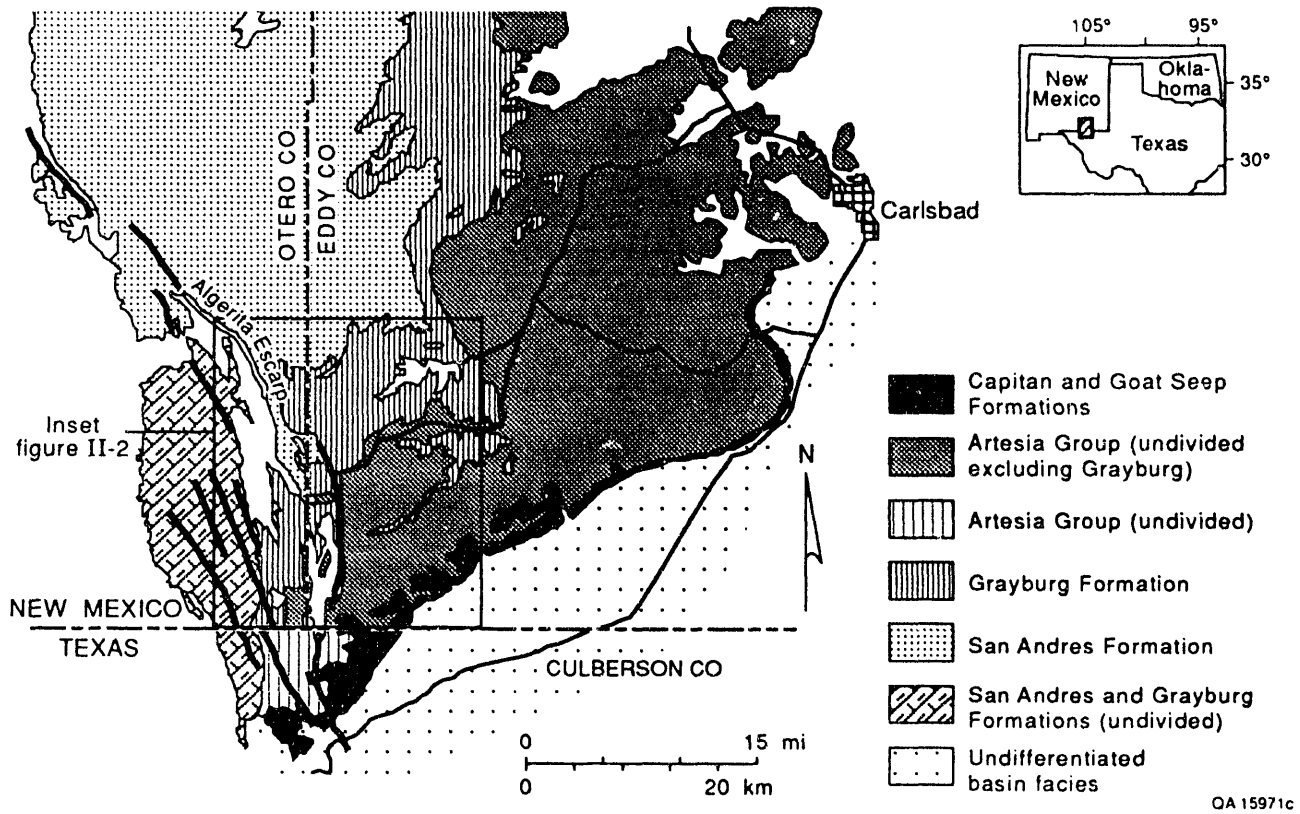 105°
95°
New
Mexico
Okla-
homa
35°
Texas
30°
OTERO CO
EDDY CO
Carlsbad
Algerita Escarp
Inset
figure II-2
Capitan and Goat Seep
Formations
Artesia Group (undivided
excluding Grayburg)
Artesia Group (undivided)
Grayburg Formation
San Andres Formation
San Andres and Grayburg
Formations (undivided)
Undifferentiated
basin facies
N
NEW MEXICO
TEXAS
CULBERSON CO
0
15 mi
0
20 km
QA 15971c